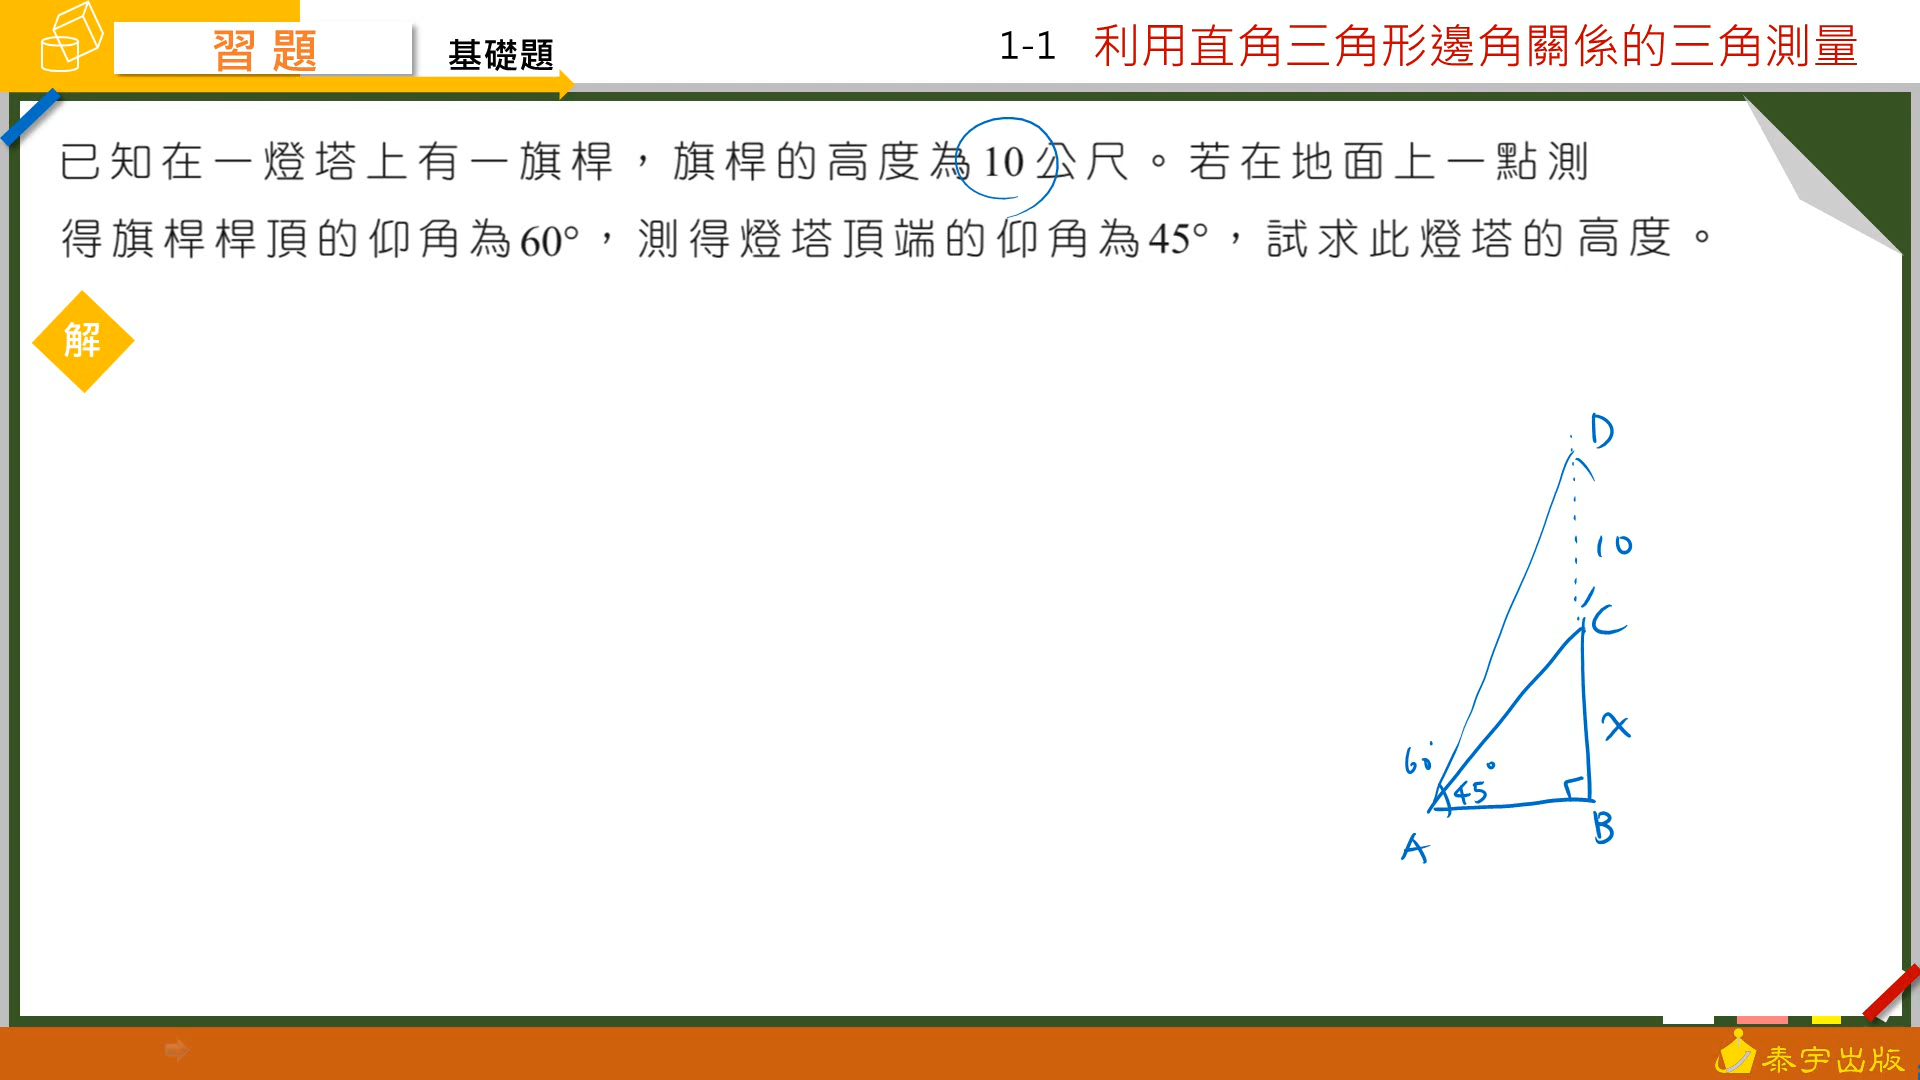 習題
基礎題
1-1 利用直角三角形邊角關係的三角測量
已知在一燈塔上有一旗桿，旗桿的高度為10公尺。若在地面上一點測
得旗桿桿頂的仰角為60°，測得燈塔頂端的仰角為45°，試求此燈塔的高度。
解
D
10
C
x
60°
45°
B
A
泰宇出版